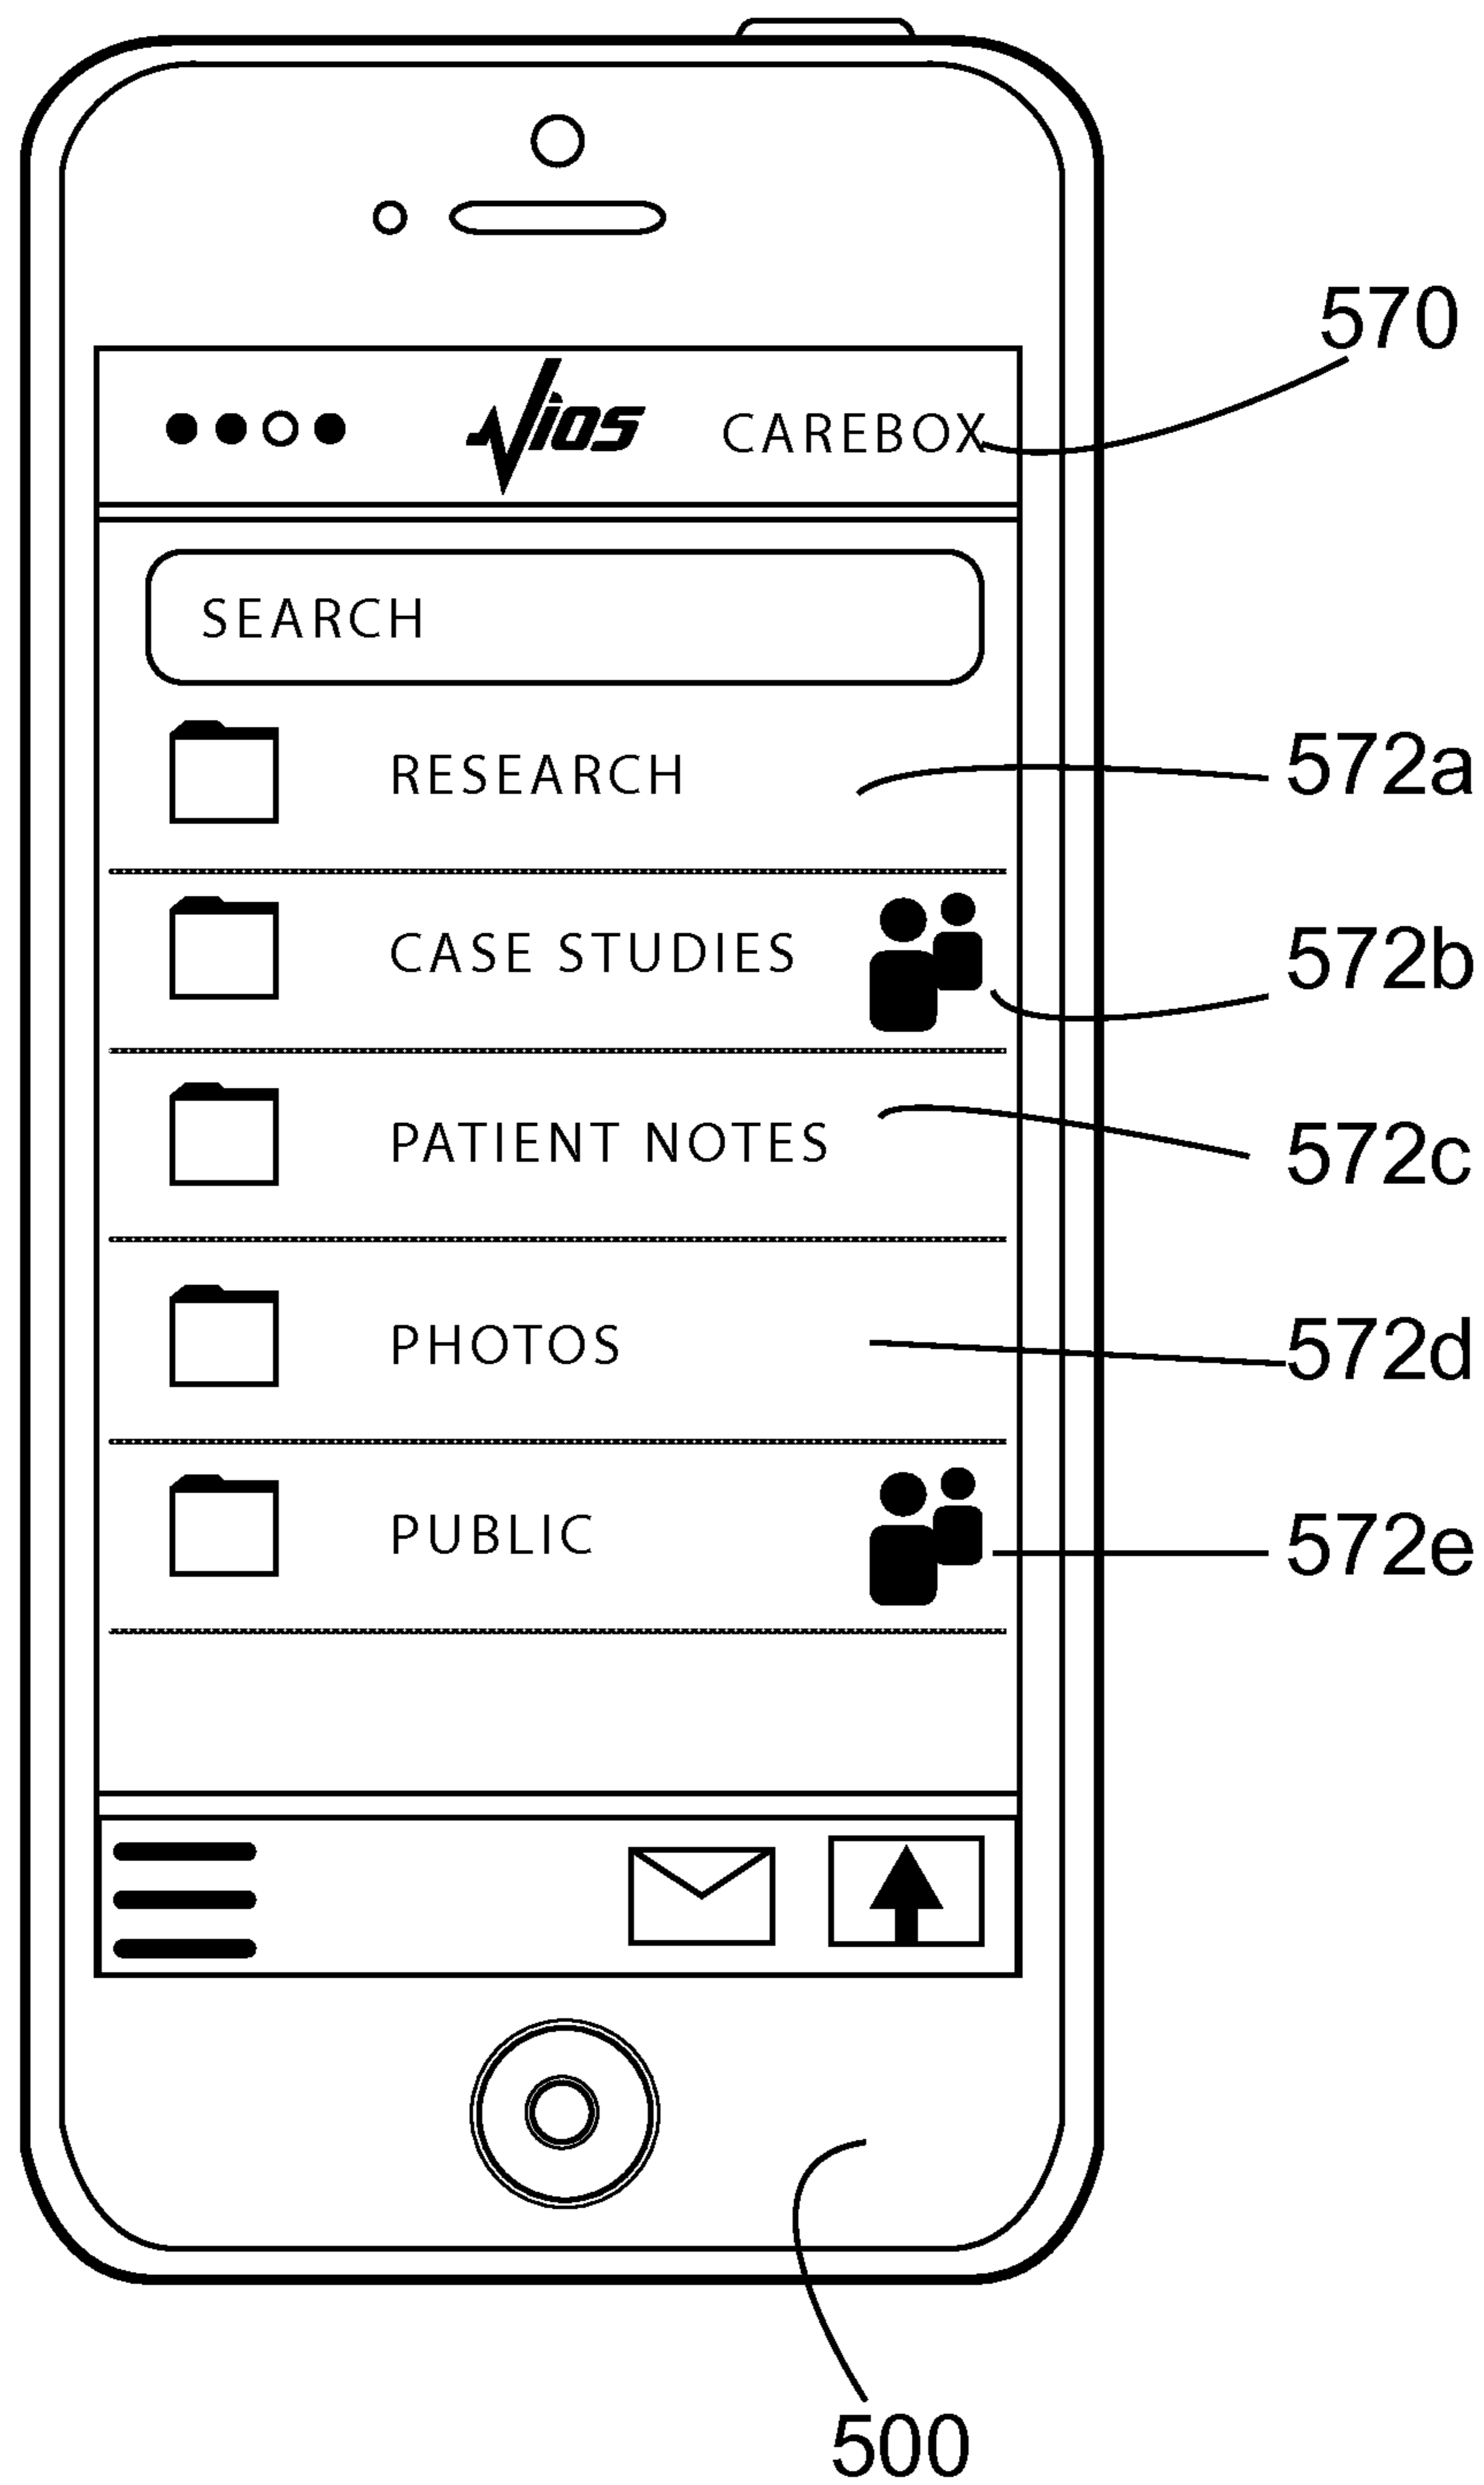 570
Vios CAREBOX
SEARCH
RESEARCH 572a
CASE STUDIES 572b
PATIENT NOTES 572c
PHOTOS 572d
PUBLIC 572e
500